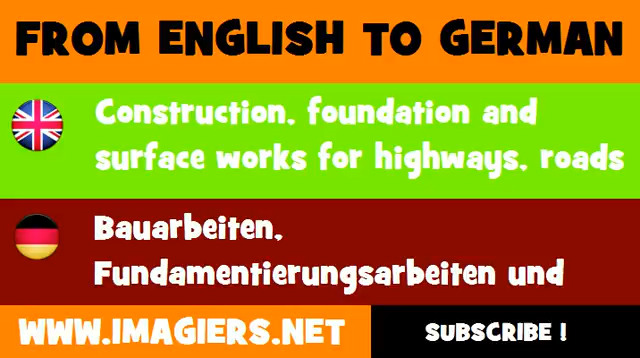 FROM ENGLISH TO GERMAN
Construction, foundation and
surface works for highways, roads
Bauarbeiten,
Fundamentierungsarbeiten und
WWW.IMAGIERS.NET
SUBSCRIBE !